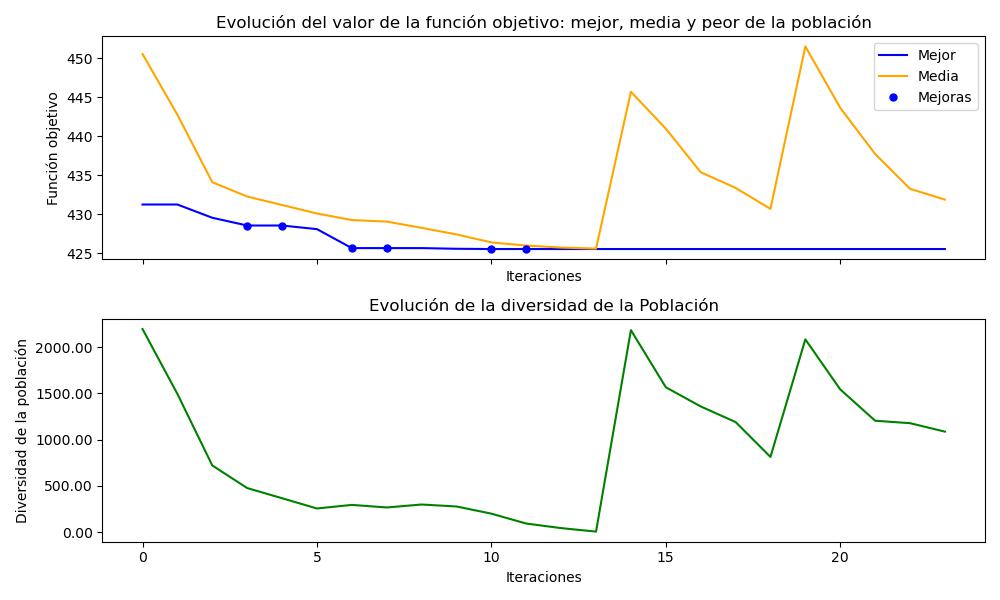 Evolución del valor de la función objetivo: mejor, media y peor de la población
Función objetivo
450
445
440
435
430
425
Mejor
Media
Mejoras
Iteraciones
Evolución de la diversidad de la Población
Diversidad de la población
2000.00
1500.00
1000.00
500.00
0.00
0
5
10
15
20
Iteraciones